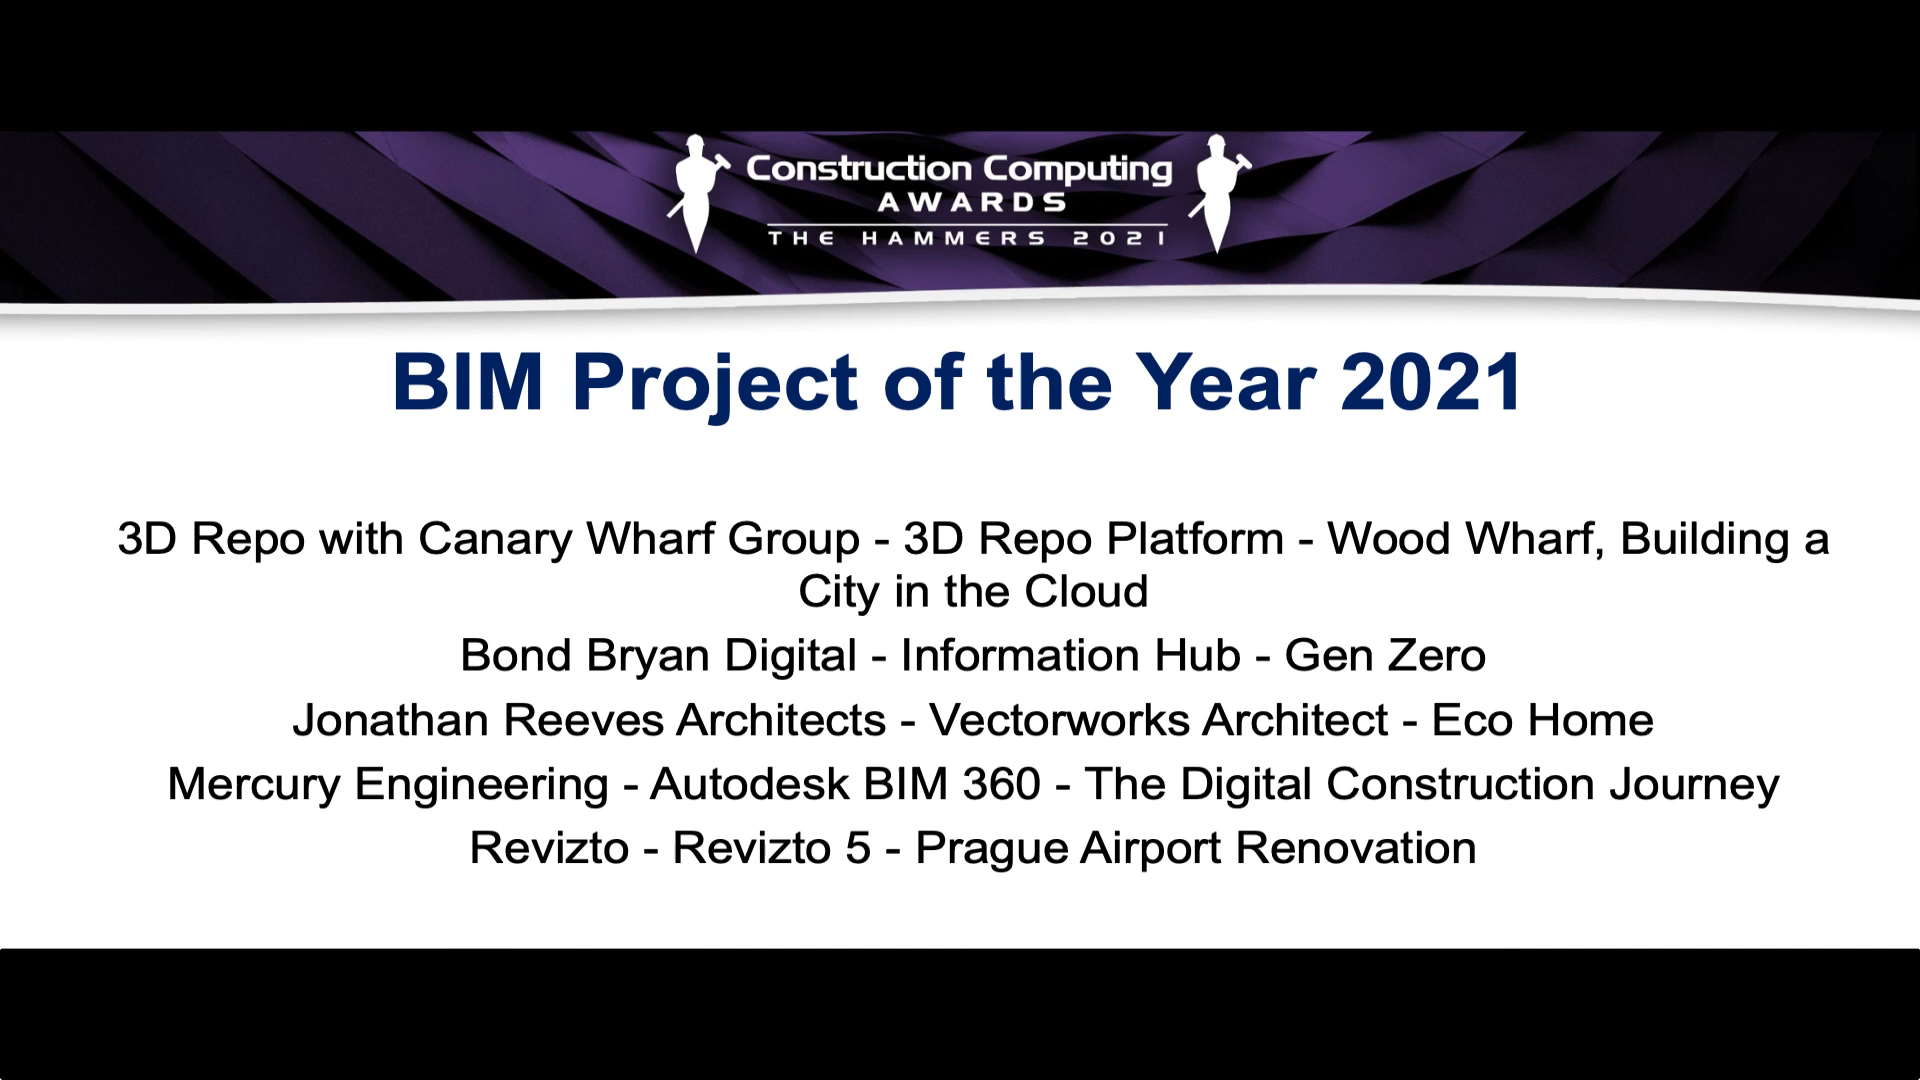 Construction Computing
AWARDS
THE HAMMERS 2021
BIM Project of the Year 2021
3D Repo with Canary Wharf Group - 3D Repo Platform - Wood Wharf, Building a
City in the Cloud
Bond Bryan Digital - Information Hub - Gen Zero
Jonathan Reeves Architects - Vectorworks Architect - Eco Home
Mercury Engineering - Autodesk BIM 360 - The Digital Construction Journey
Revizto - Revizto 5 - Prague Airport Renovation